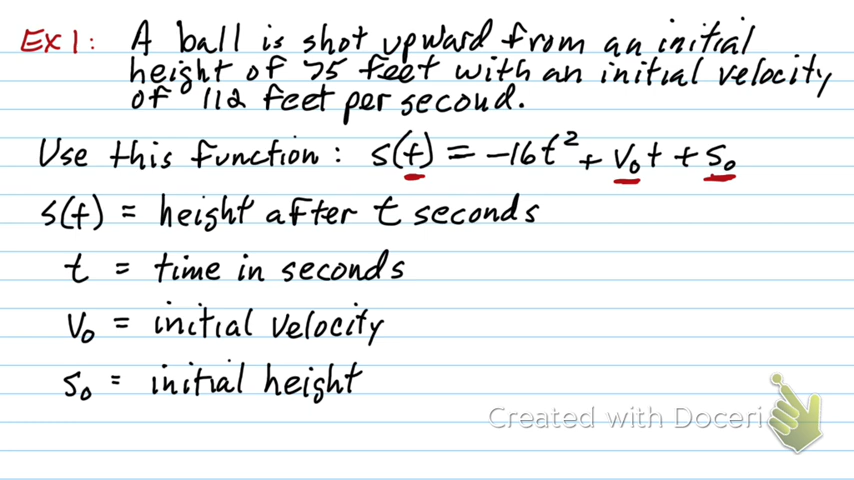 Ex 1: A ball is shot upward from an initial
height of 75 feet with an initial velocity
of 112 feet per second.
Use this function: s(t) = -16t² + v₀t + s₀
s(t) = height after t seconds
t = time in seconds
v₀ = initial velocity
s₀ = initial height
Created with Doceri